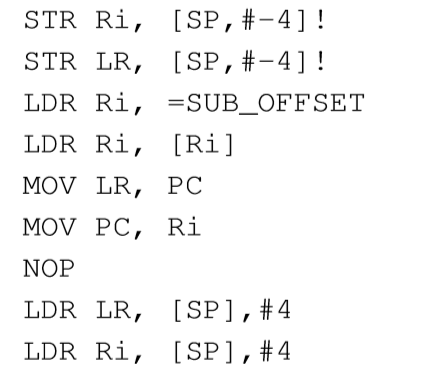 STR Ri, [SP,#-4]!
STR LR, [SP,#-4]!
LDR Ri, =SUB_OFFSET
LDR Ri, [Ri]
MOV LR, PC
MOV PC, Ri
NOP
LDR LR, [SP],#4
LDR Ri, [SP],#4